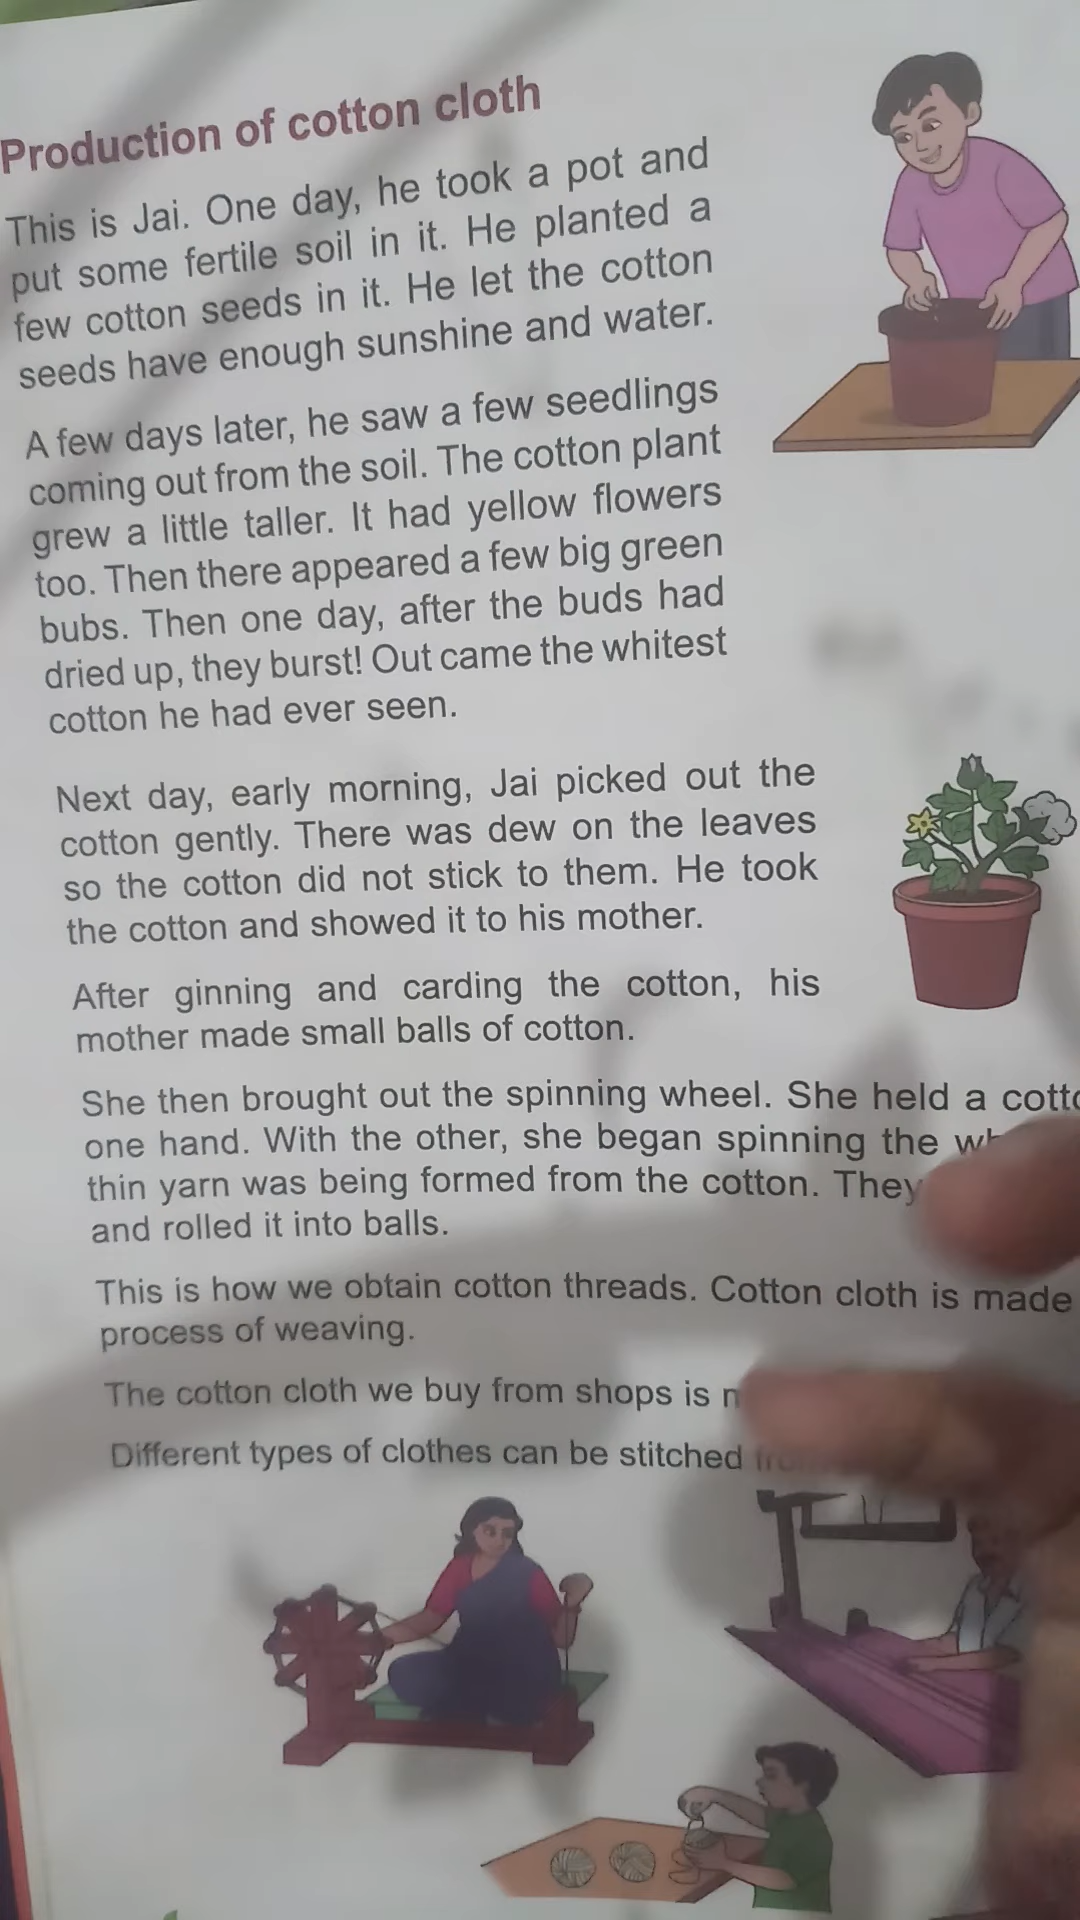 Production of cotton cloth
This is Jai. One day, he took a pot and
put some fertile soil in it. He planted a
few cotton seeds in it. He let the cotton
seeds have enough sunshine and water.
A few days later, he saw a few seedlings
coming out from the soil. The cotton plant
grew a little taller. It had yellow flowers
too. Then there appeared a few big green
bubs. Then one day, after the buds had
dried up, they burst! Out came the whitest
cotton he had ever seen.
Next day, early morning, Jai picked out the
cotton gently. There was dew on the leaves
so the cotton did not stick to them. He took
the cotton and showed it to his mother.
After ginning and carding the cotton, his
mother made small balls of cotton.
She then brought out the spinning wheel. She held a
one hand. With the other, she began spinning the
thin yarn was being formed from the cotton. They
and rolled it into balls.
This is how we obtain cotton threads. Cotton cloth is made
process of weaving.
The cotton cloth we buy from shops is
Different types of clothes can be stitched